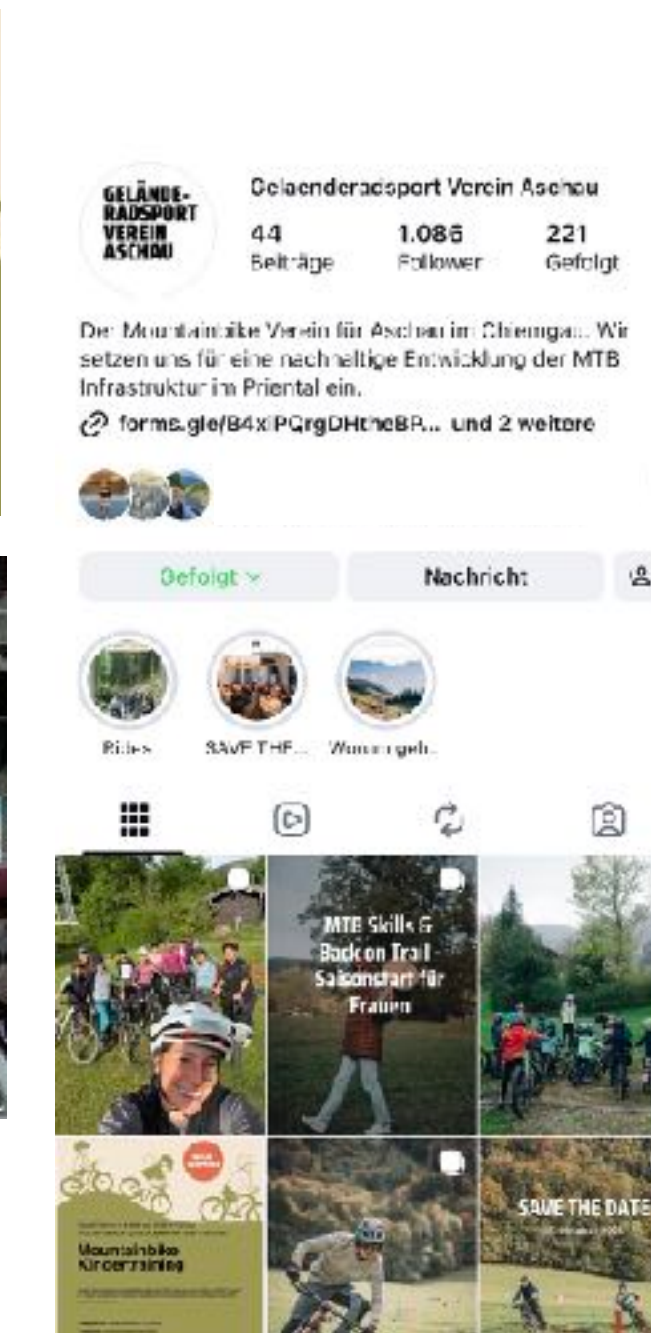 GELÄNDE-
RADSPORT
VEREIN
ASCHAU
Gelaenderadsport Verein Aschau
44
1.086
221
Beiträge
Follower
Gefolgt
Der Mountainbike Verein für Aschau im Chiemgau. Wir
setzen uns für eine nachhaltige Entwicklung der MTB
Infrastruktur im Priental ein.
und 2 weitere
Gefolgt
Nachricht
Rides
SAVE THE...
MTB Skills &
Back on Trail -
Saisonstart für
Frauen
Mountainbike
Kindertraining
SAVE THE DATE